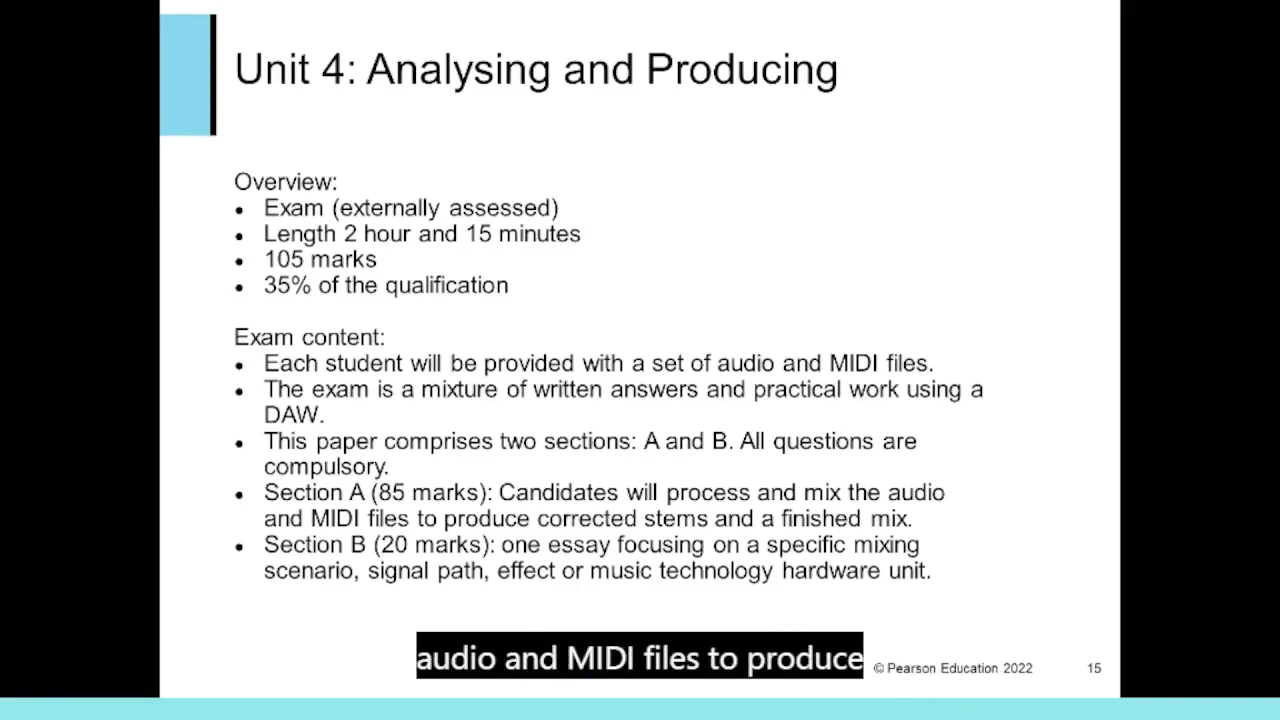 Unit 4: Analysing and Producing
Overview:
• Exam (externally assessed)
• Length 2 hour and 15 minutes
• 105 marks
• 35% of the qualification
Exam content:
• Each student will be provided with a set of audio and MIDI files.
• The exam is a mixture of written answers and practical work using a
DAW.
• This paper comprises two sections: A and B. All questions are
compulsory.
• Section A (85 marks): Candidates will process and mix the audio
and MIDI files to produce corrected stems and a finished mix.
• Section B (20 marks): one essay focusing on a specific mixing
scenario, signal path, effect or music technology hardware unit.
audio and MIDI files to produce
© Pearson Education 2022 15